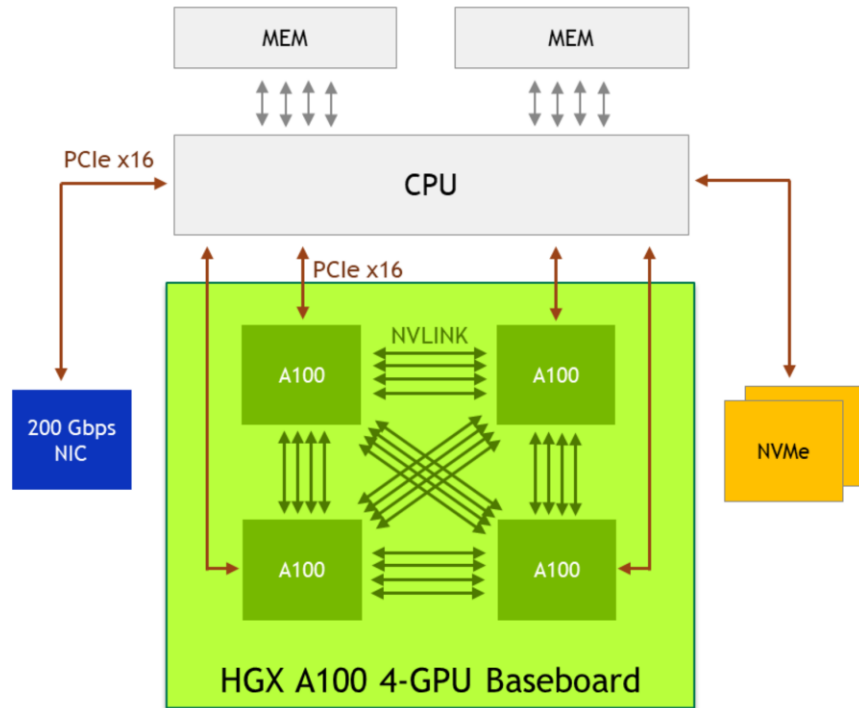 MEM
MEM
PCIe x16
CPU
PCIe x16
NVLINK
A100
A100
200 Gbps
NIC
NVMe
A100
A100
HGX A100 4-GPU Baseboard